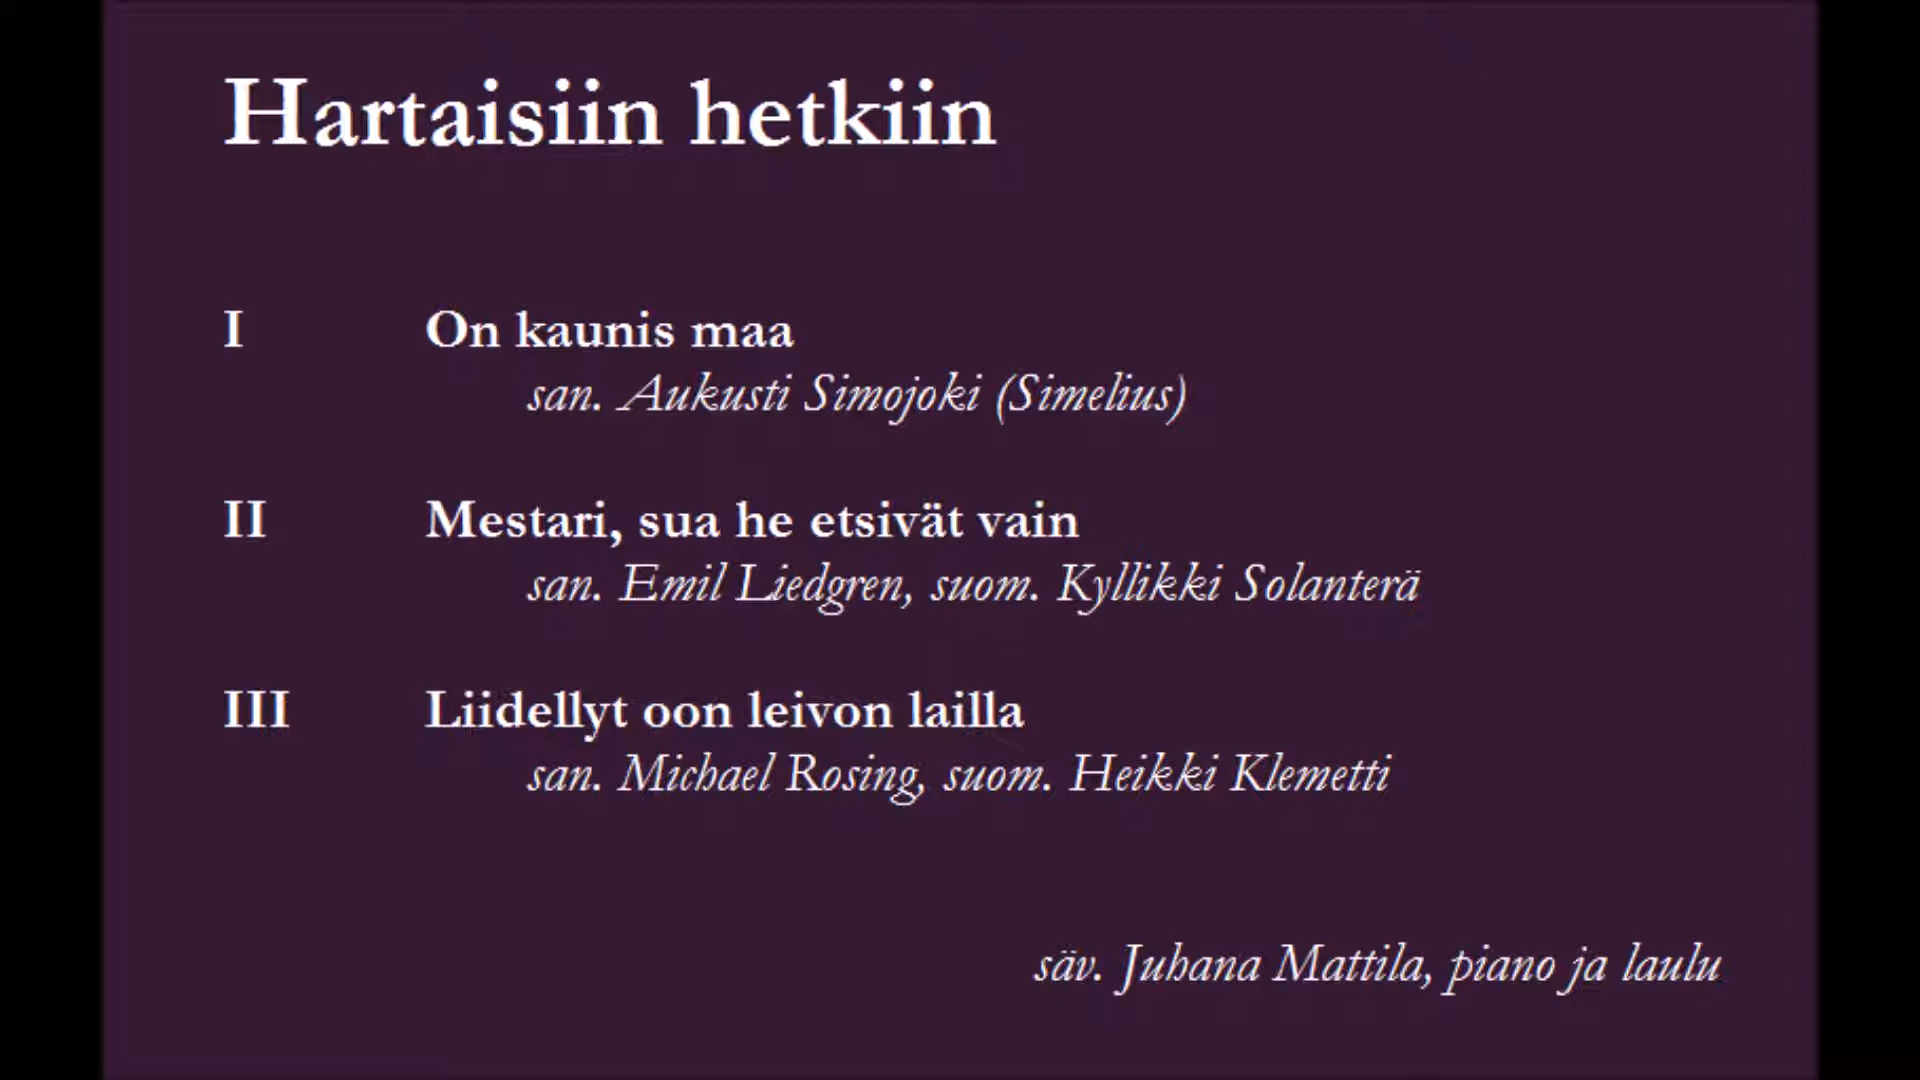 Hartaisiin hetkiin
I On kaunis maa
san. Aukusti Simojoki (Simelius)
II Mestari, sua he etsivät vain
san. Emil Liedgren, suom. Kyllikki Solanterä
III Liidellyt oon leivon lailla
san. Michael Rosing, suom. Heikki Klemetti
säv. Juhana Mattila, piano ja laulu